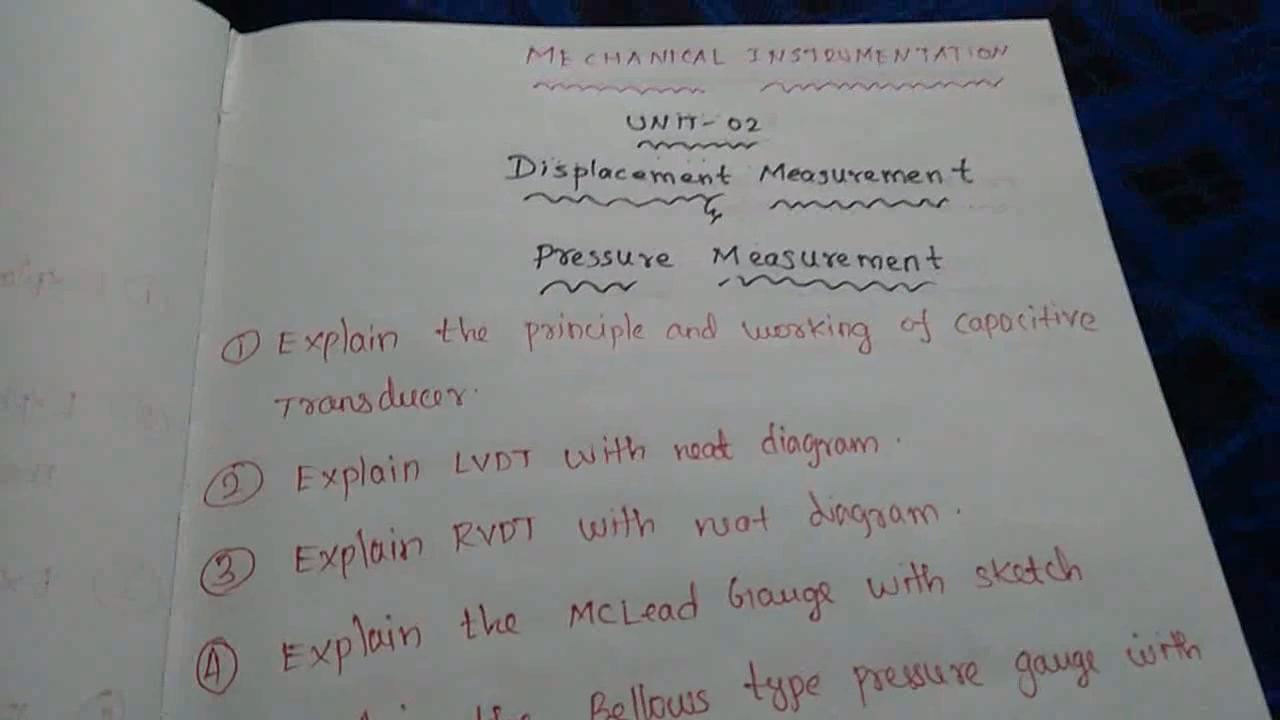 MECHANICAL INSTRUMENTATION
UNIT-02
Displacement Measurement
Pressure Measurement
① Explain the principle and working of capacitive
Transducer.
② Explain LVDT with neat diagram.
③ Explain RVDT with neat diagram.
④ Explain the McLead Gauge with sketch
the Bellows type pressure gauge with